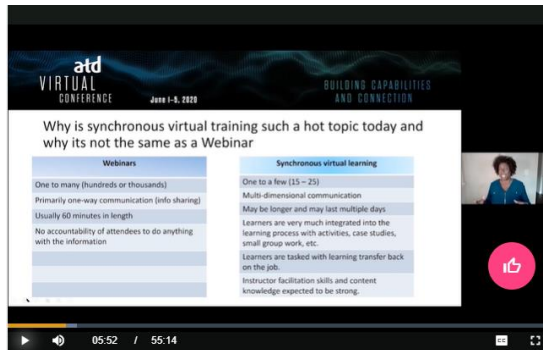 atd
VIRTUAL
CONFERENCE
June 1-5, 2020
BUILDING CAPABILITIES
AND CONNECTION
Why is synchronous virtual training such a hot topic today and
why its not the same as a Webinar
Webinars
One to many (hundreds or thousands)
Primarily one-way communication (info sharing)
Usually 60 minutes in length
No accountability of attendees to do anything
with the information
Synchronous virtual learning
One to a few (15 – 25)
Multi-dimensional communication
May be longer and may last multiple days
Learners are very much integrated into the
learning process with activities, case studies,
small group work, etc.
Learners are tasked with learning transfer back
on the job.
Instructor facilitation skills and content
knowledge expected to be strong.
05:52 / 55:14
CC